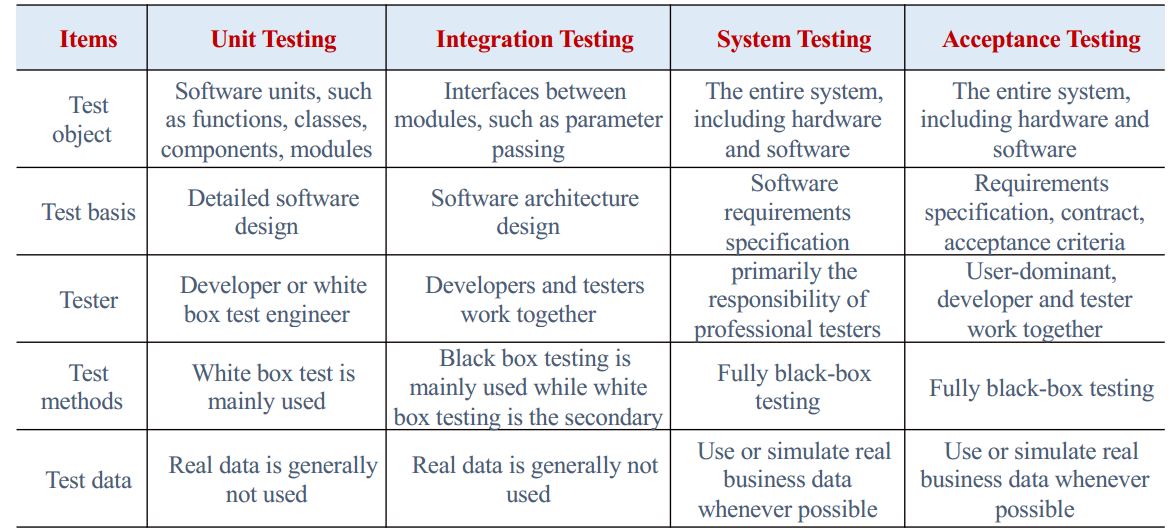 Items
Unit Testing
Integration Testing
System Testing
Acceptance Testing
Test
object
Software units, such
as functions, classes,
components, modules
Interfaces between
modules, such as parameter
passing
The entire system,
including hardware
and software
The entire system,
including hardware and
software
Test basis
Detailed software
design
Software architecture
design
Software
requirements
specification
Requirements
specification, contract,
acceptance criteria
Tester
Developer or white
box test engineer
Developers and testers
work together
primarily the
responsibility of
professional testers
User-dominant,
developer and tester
work together
Test
methods
White box test is
mainly used
Black box testing is
mainly used while white
box testing is the secondary
Fully black-box
testing
Fully black-box testing
Test data
Real data is generally
not used
Real data is generally not
used
Use or simulate real
business data
whenever possible
Use or simulate real
business data whenever
possible